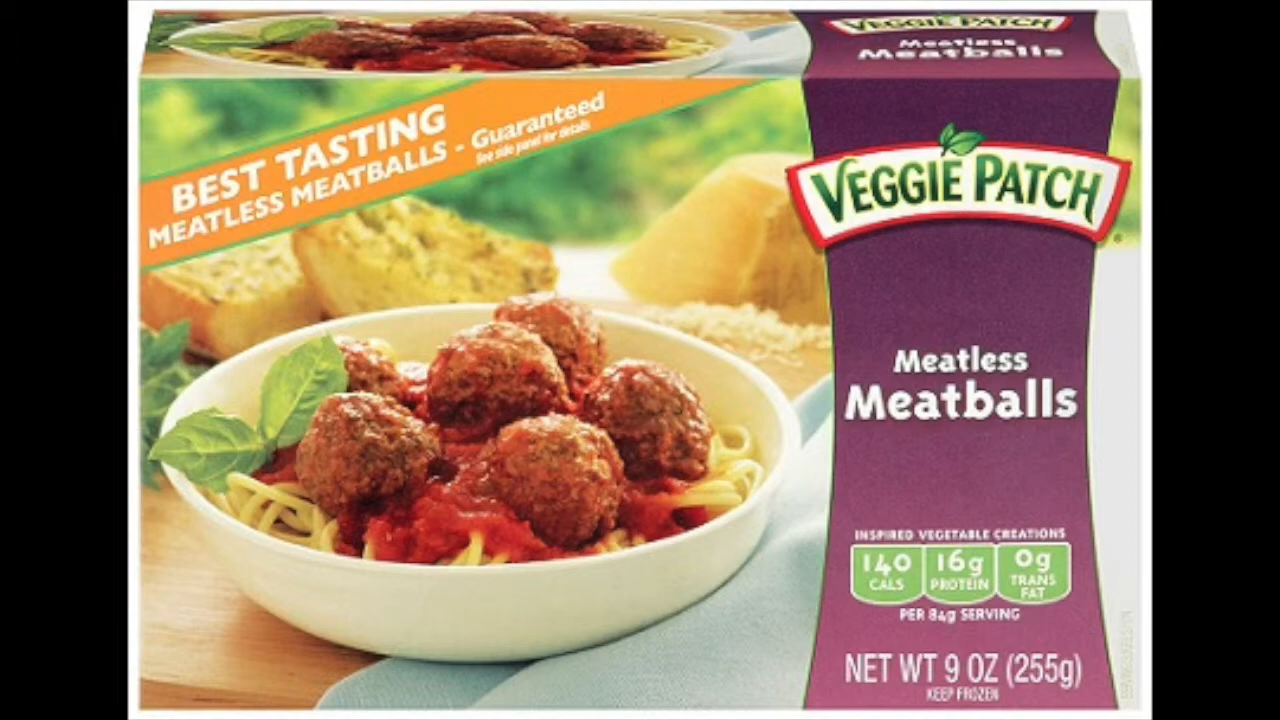 VEGGIE PATCH
Meatless
Meatballs
BEST TASTING
MEATLESS MEATBALLS - Guaranteed
See side panel for details
VEGGIE PATCH
Meatless
Meatballs
INSPIRED VEGETABLE CREATIONS
140 16g 0g
CALS PROTEIN TRANS
FAT
PER 84g SERVING
NET WT 9 OZ (255g)
KEEP FROZEN